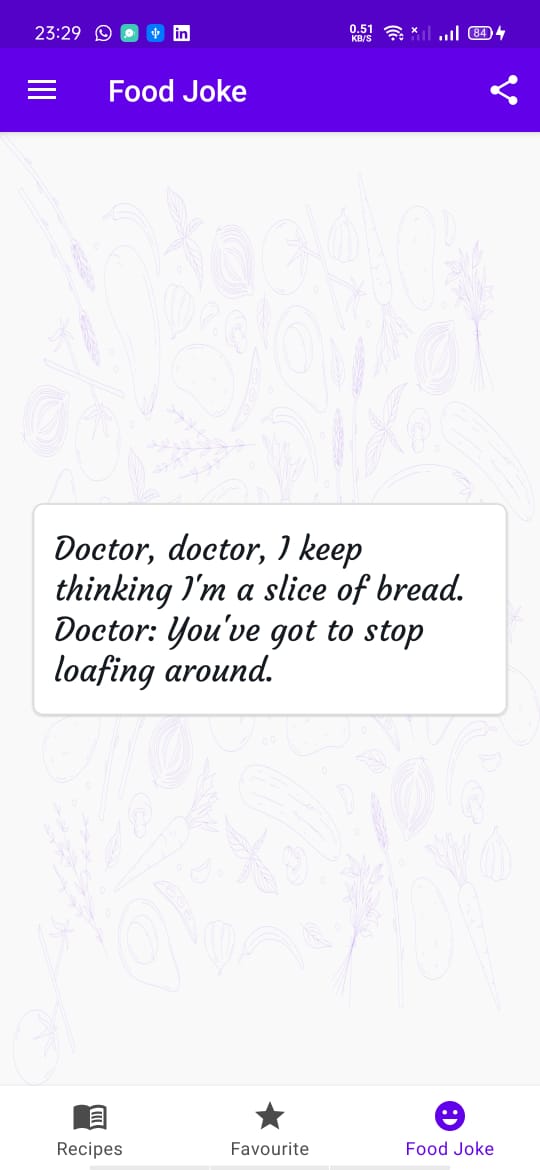 23:29
0.51
KB/S
84
Food Joke
Doctor, doctor, I keep
thinking I'm a slice of bread.
Doctor: You've got to stop
loafing around.
Recipes
Favourite
Food Joke